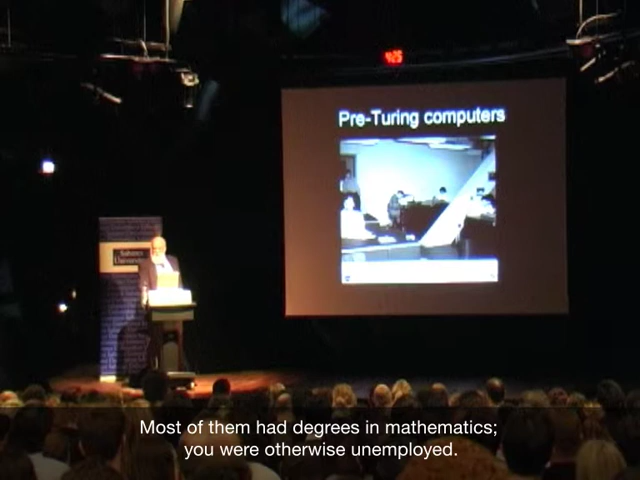 Pre-Turing computers
Most of them had degrees in mathematics;
you were otherwise unemployed.